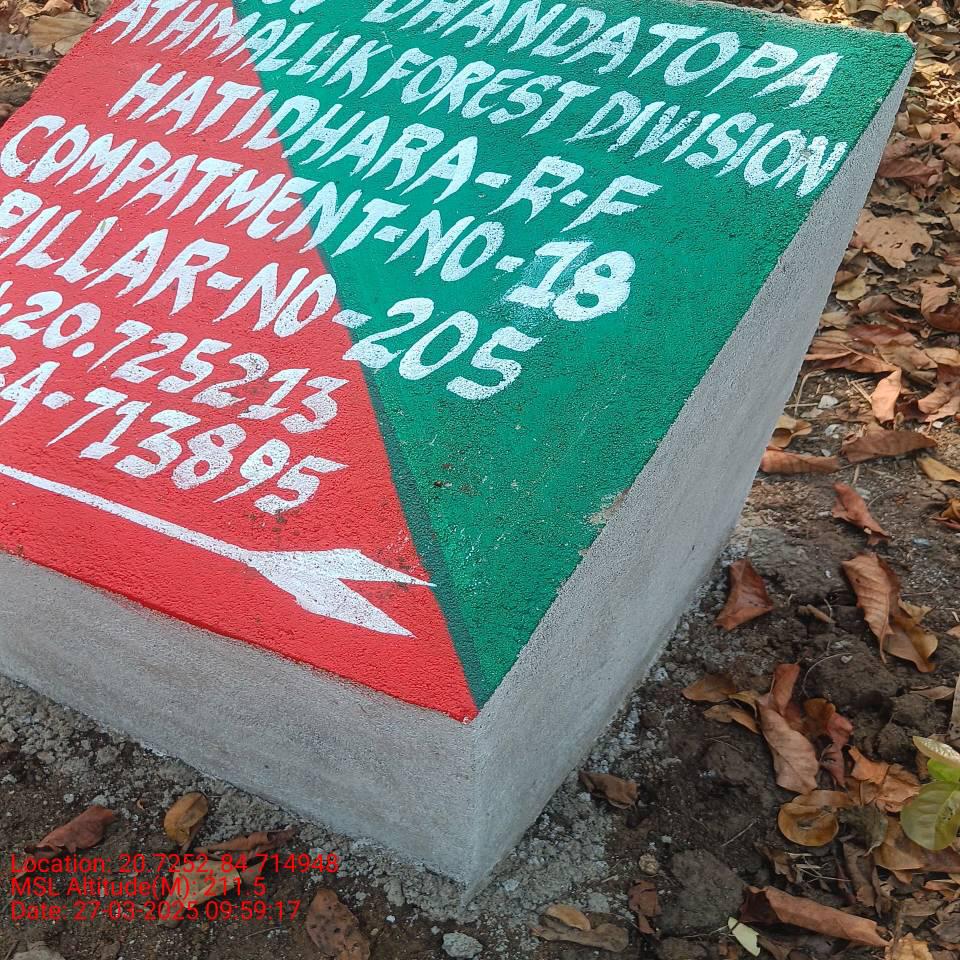 DHANDATOPA
ATHMALLIK FOREST DIVISION
HATIDHARA-R.F
COMPATMENT-NO-18
PILLAR-NO-205
20.725213
713895
Location: 20.7252, 84.714948
MSL Altitude(M): 211.5
Date: 27-03-2025 09:59:17